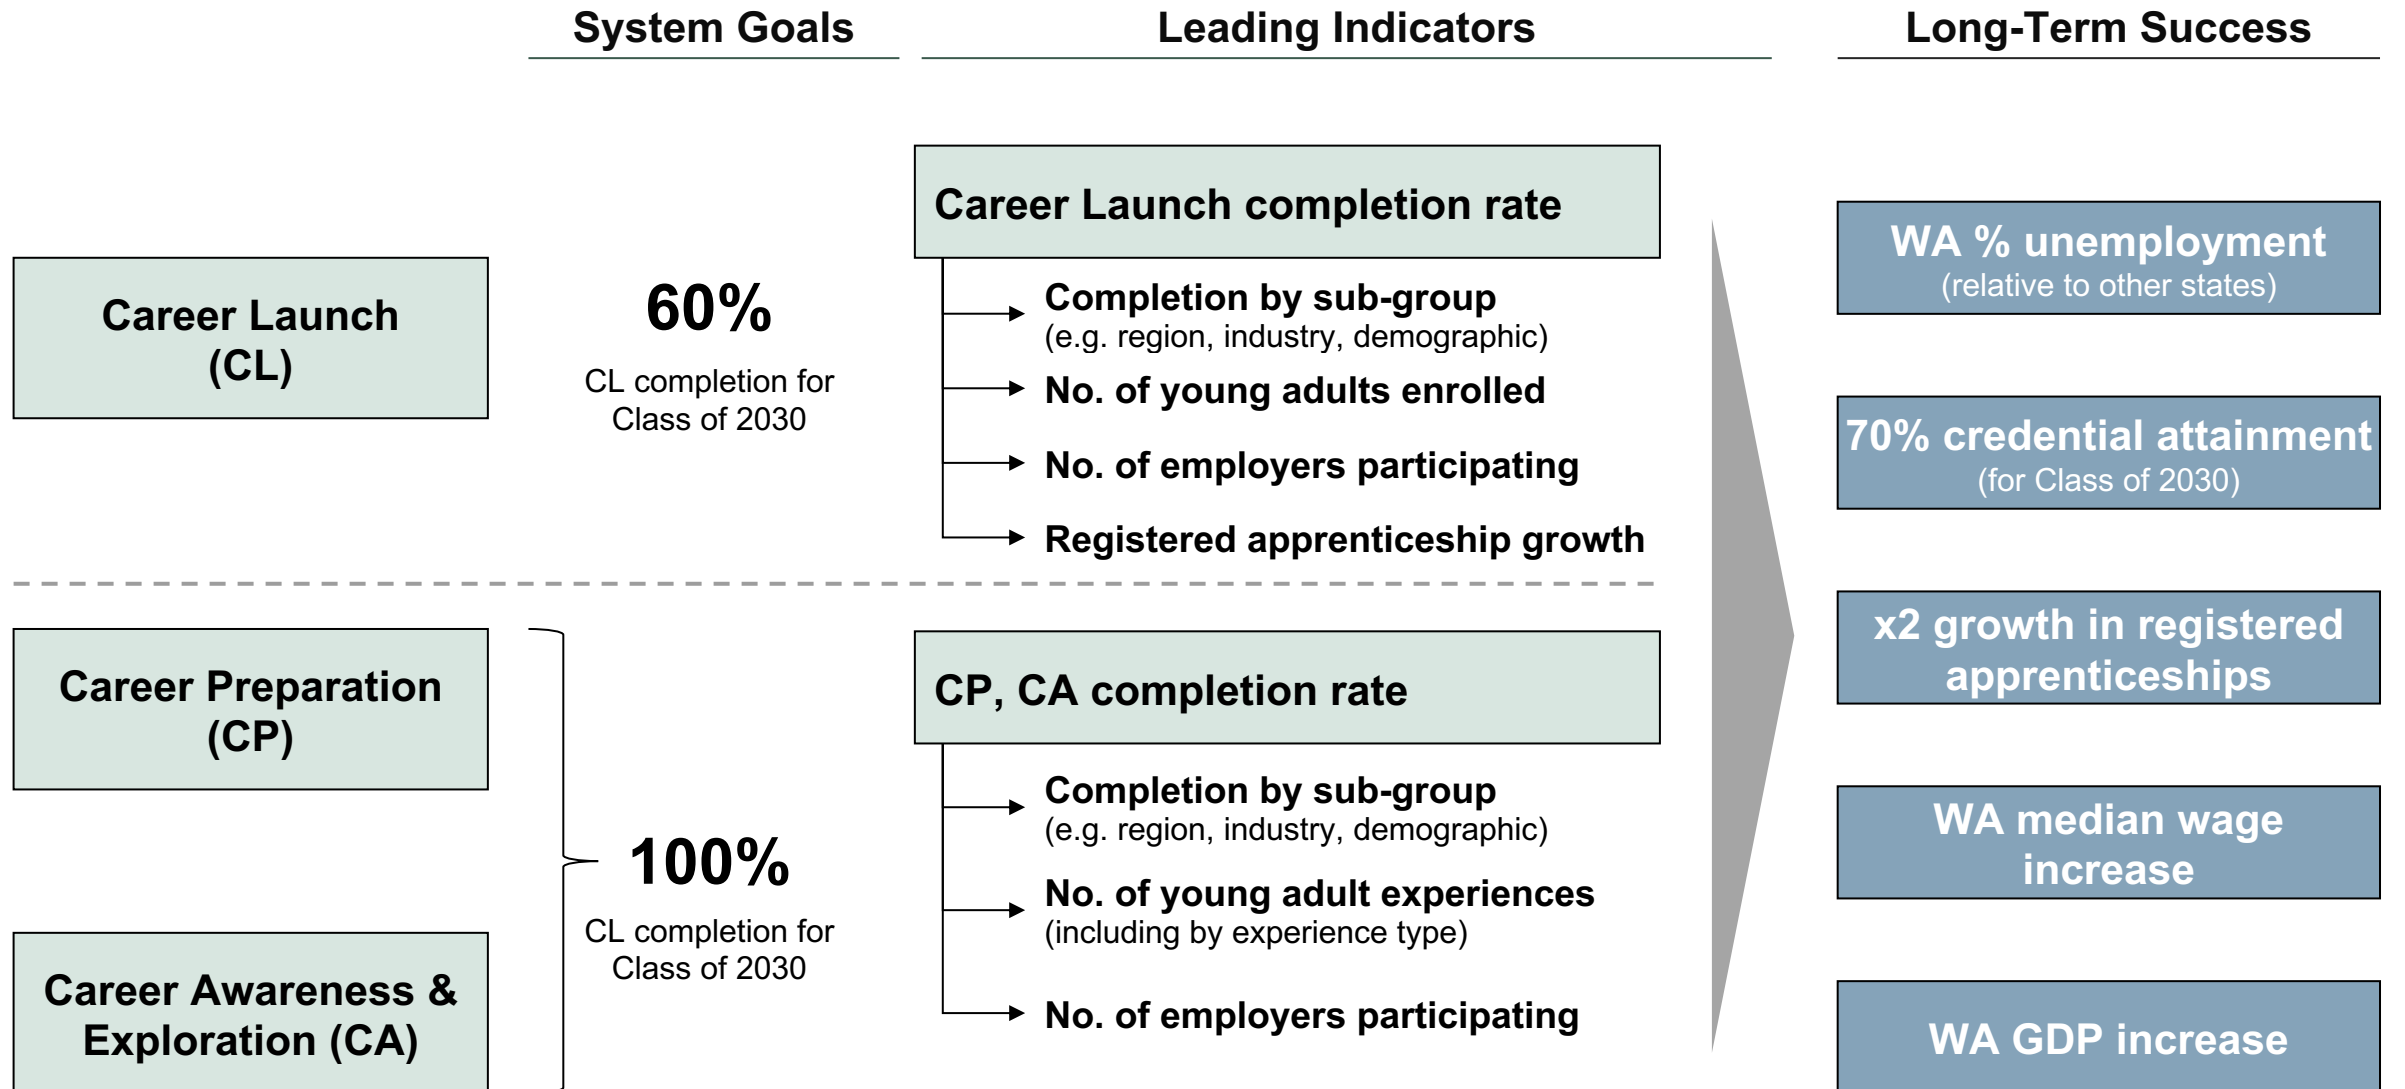 System Goals
Leading Indicators
Long-Term Success
Career Launch
(CL)
60%
CL completion for
Class of 2030
Career Launch completion rate
Completion by sub-group
(e.g. region, industry, demographic)
No. of young adults enrolled
No. of employers participating
Registered apprenticeship growth
Career Preparation
(CP)
Career Awareness &
Exploration (CA)
100%
CL completion for
Class of 2030
CP, CA completion rate
Completion by sub-group
(e.g. region, industry, demographic)
No. of young adult experiences
(including by experience type)
No. of employers participating
WA % unemployment
(relative to other states)
70% credential attainment
(for Class of 2030)
x2 growth in registered
apprenticeships
WA median wage
increase
WA GDP increase